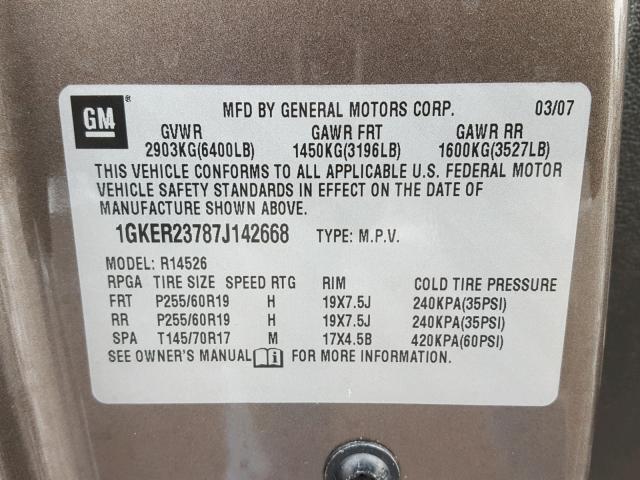 GM ®
MFD BY GENERAL MOTORS CORP. 03/07
GVWR GAWR FRT GAWR RR
2903KG(6400LB) 1450KG(3196LB) 1600KG(3527LB)
THIS VEHICLE CONFORMS TO ALL APPLICABLE U.S. FEDERAL MOTOR
VEHICLE SAFETY STANDARDS IN EFFECT ON THE DATE OF
MANUFACTURE SHOWN ABOVE.
1GKER23787J142668 TYPE: M.P.V.
MODEL: R14526
RPGA TIRE SIZE SPEED RTG RIM COLD TIRE PRESSURE
FRT P255/60R19 H 19X7.5J 240KPA(35PSI)
RR P255/60R19 H 19X7.5J 240KPA(35PSI)
SPA T145/70R17 M 17X4.5B 420KPA(60PSI)
SEE OWNER'S MANUAL i FOR MORE INFORMATION.